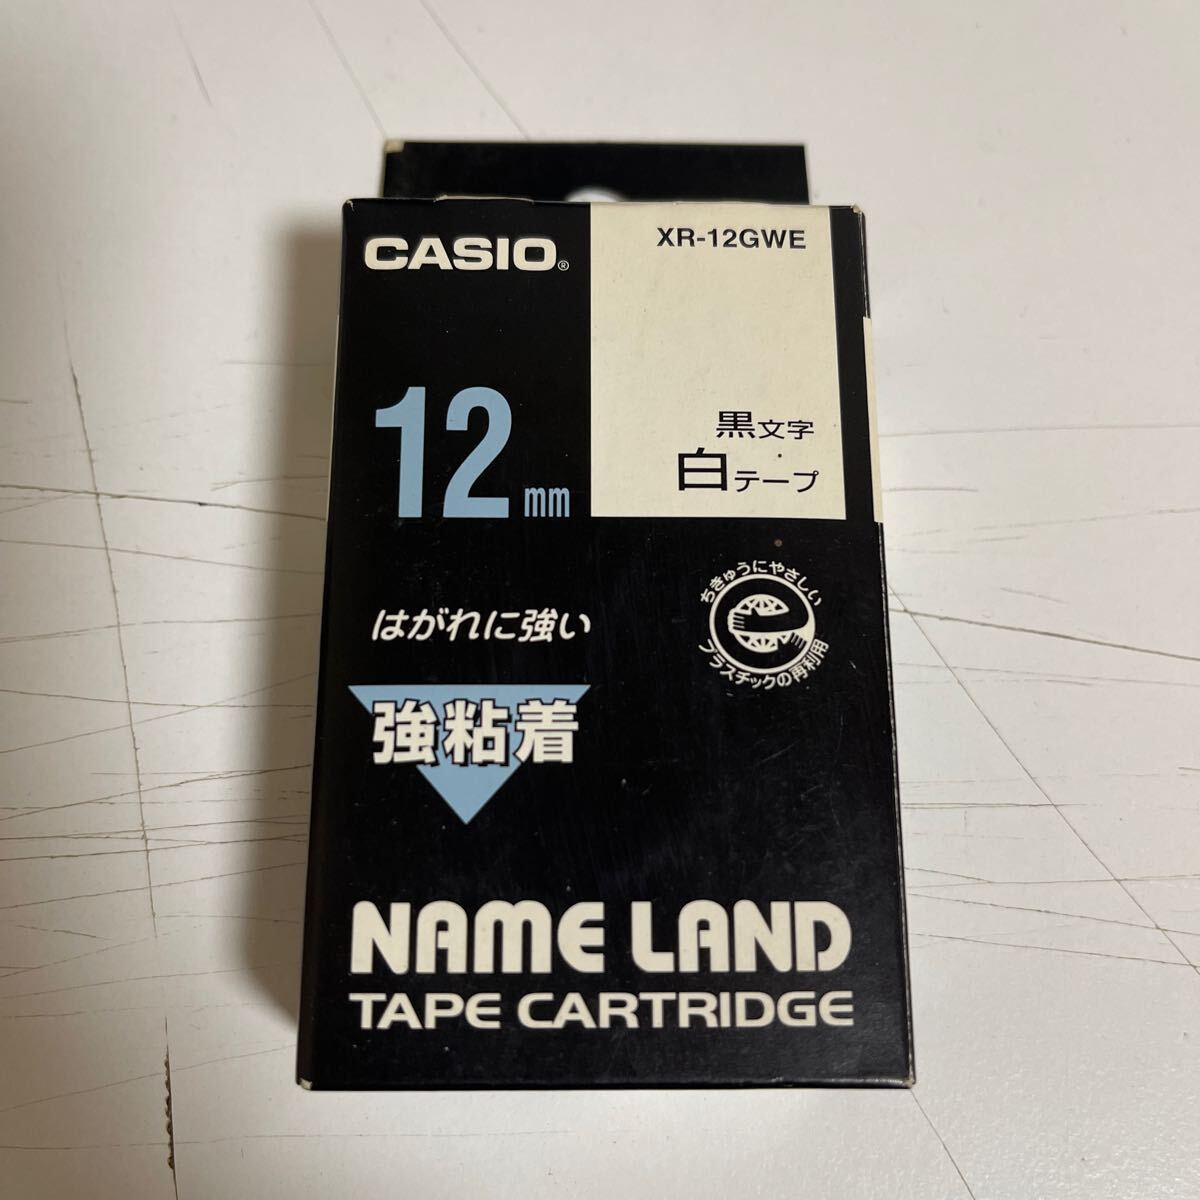 CASIO®
XR-12GWE
12mm
黒文字
白テープ
はがれに強い
強粘着
ちきゅうにやさしい
プラスチックの再利用
NAME LAND
TAPE CARTRIDGE